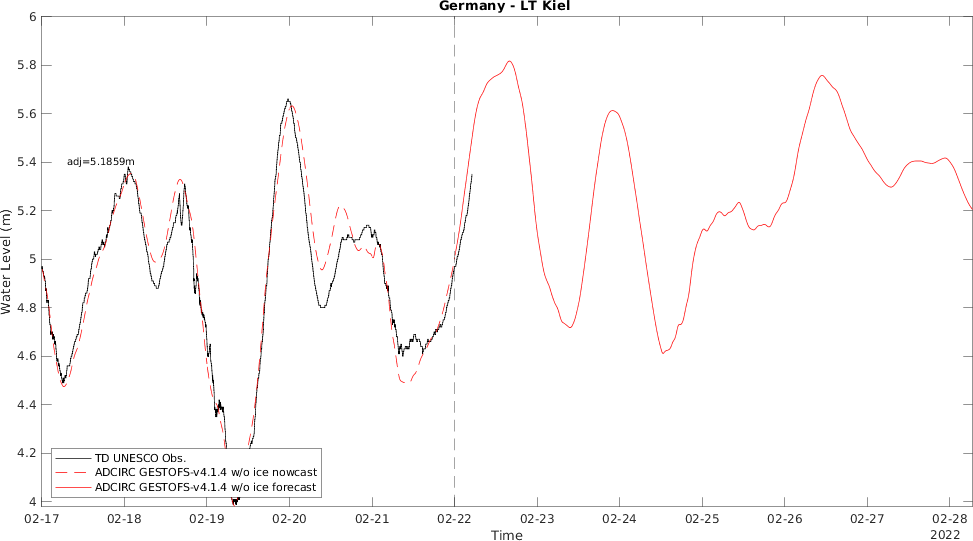 Germany - LT Kiel
6
5.8
5.6
5.4
adj=5.1859m
5.2
5
4.8
4.6
4.4
4.2
4
Water Level (m)
TD UNESCO Obs.
ADCIRC GESTOFS-v4.1.4 w/o ice nowcast
ADCIRC GESTOFS-v4.1.4 w/o ice forecast
02-17 02-18 02-19 02-20 02-21 02-22 02-23 02-24 02-25 02-26 02-27 02-28
Time 2022